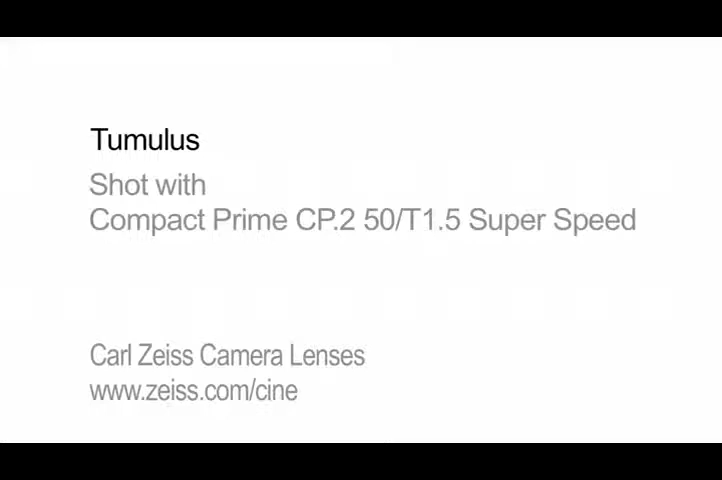 Tumulus
Shot with
Compact Prime CP.2 50/T1.5 Super Speed
Carl Zeiss Camera Lenses
www.zeiss.com/cine